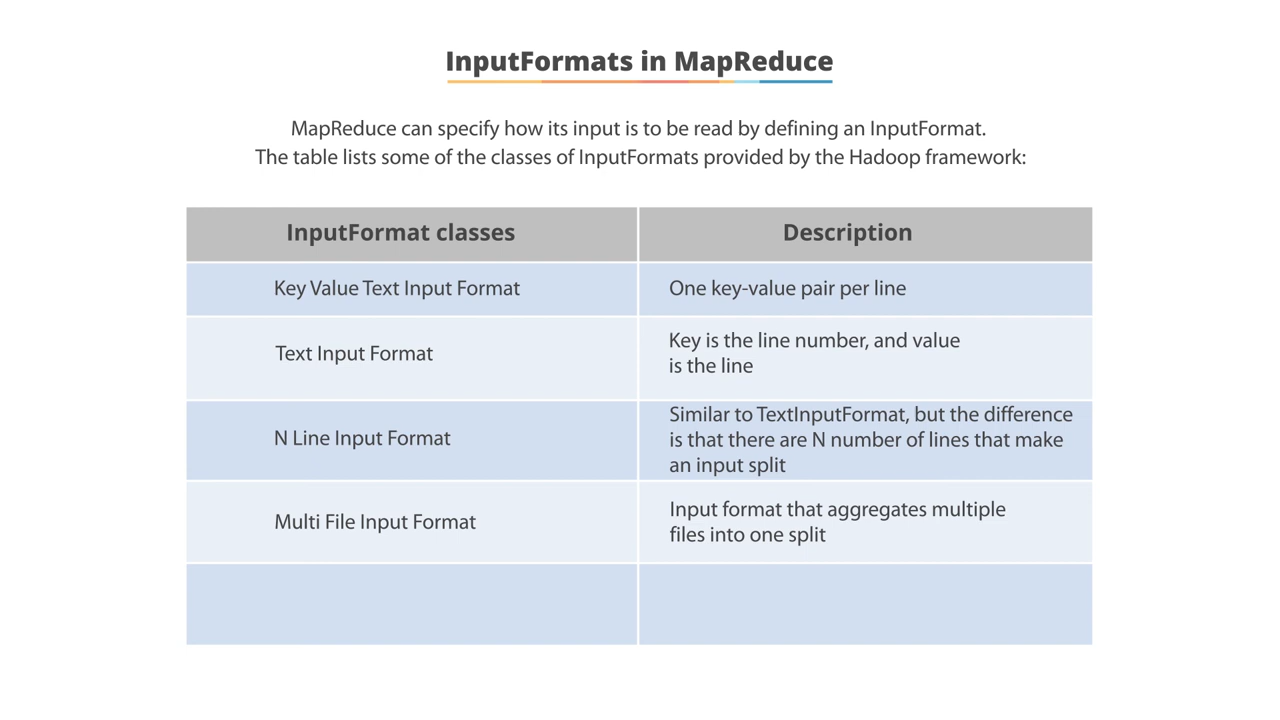 InputFormats in MapReduce
MapReduce can specify how its input is to be read by defining an InputFormat.
The table lists some of the classes of InputFormats provided by the Hadoop framework:
InputFormat classes
Description
Key Value Text Input Format
One key-value pair per line
Text Input Format
Key is the line number, and value
is the line
N Line Input Format
Similar to TextInputFormat, but the difference
is that there are N number of lines that make
an input split
Multi File Input Format
Input format that aggregates multiple
files into one split